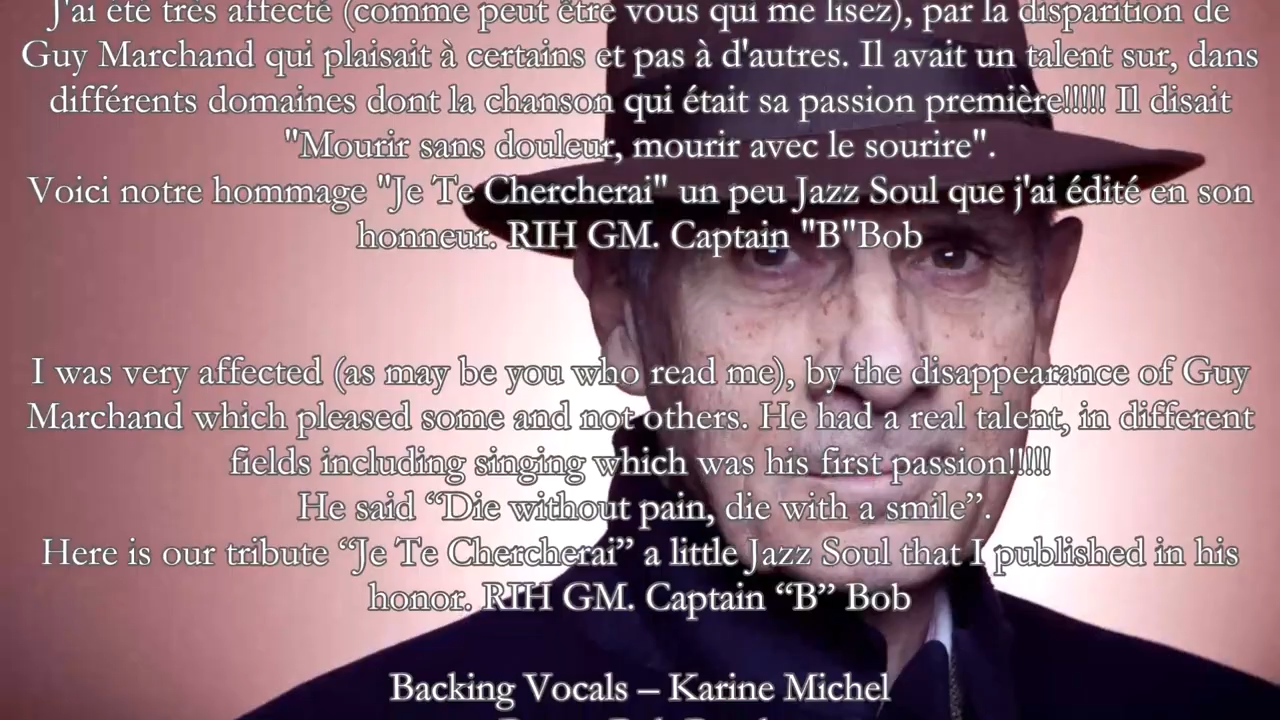 J'ai été très affecté (comme peut être vous qui me lisez), par la disparition de
Guy Marchand qui plaisait à certains et pas à d'autres. Il avait un talent sur, dans
différents domaines dont la chanson qui était sa passion première!!!!! Il disait
"Mourir sans douleur, mourir avec le sourire".
Voici notre hommage "Je Te Chercherai" un peu Jazz Soul que j'ai édité en son
honneur. RIH GM. Captain "B"Bob
I was very affected (as may be you who read me), by the disappearance of Guy
Marchand which pleased some and not others. He had a real talent, in different
fields including singing which was his first passion!!!!!
He said “Die without pain, die with a smile”.
Here is our tribute “Je Te Chercherai” a little Jazz Soul that I published in his
honor. RIH GM. Captain “B” Bob
Backing Vocals – Karine Michel